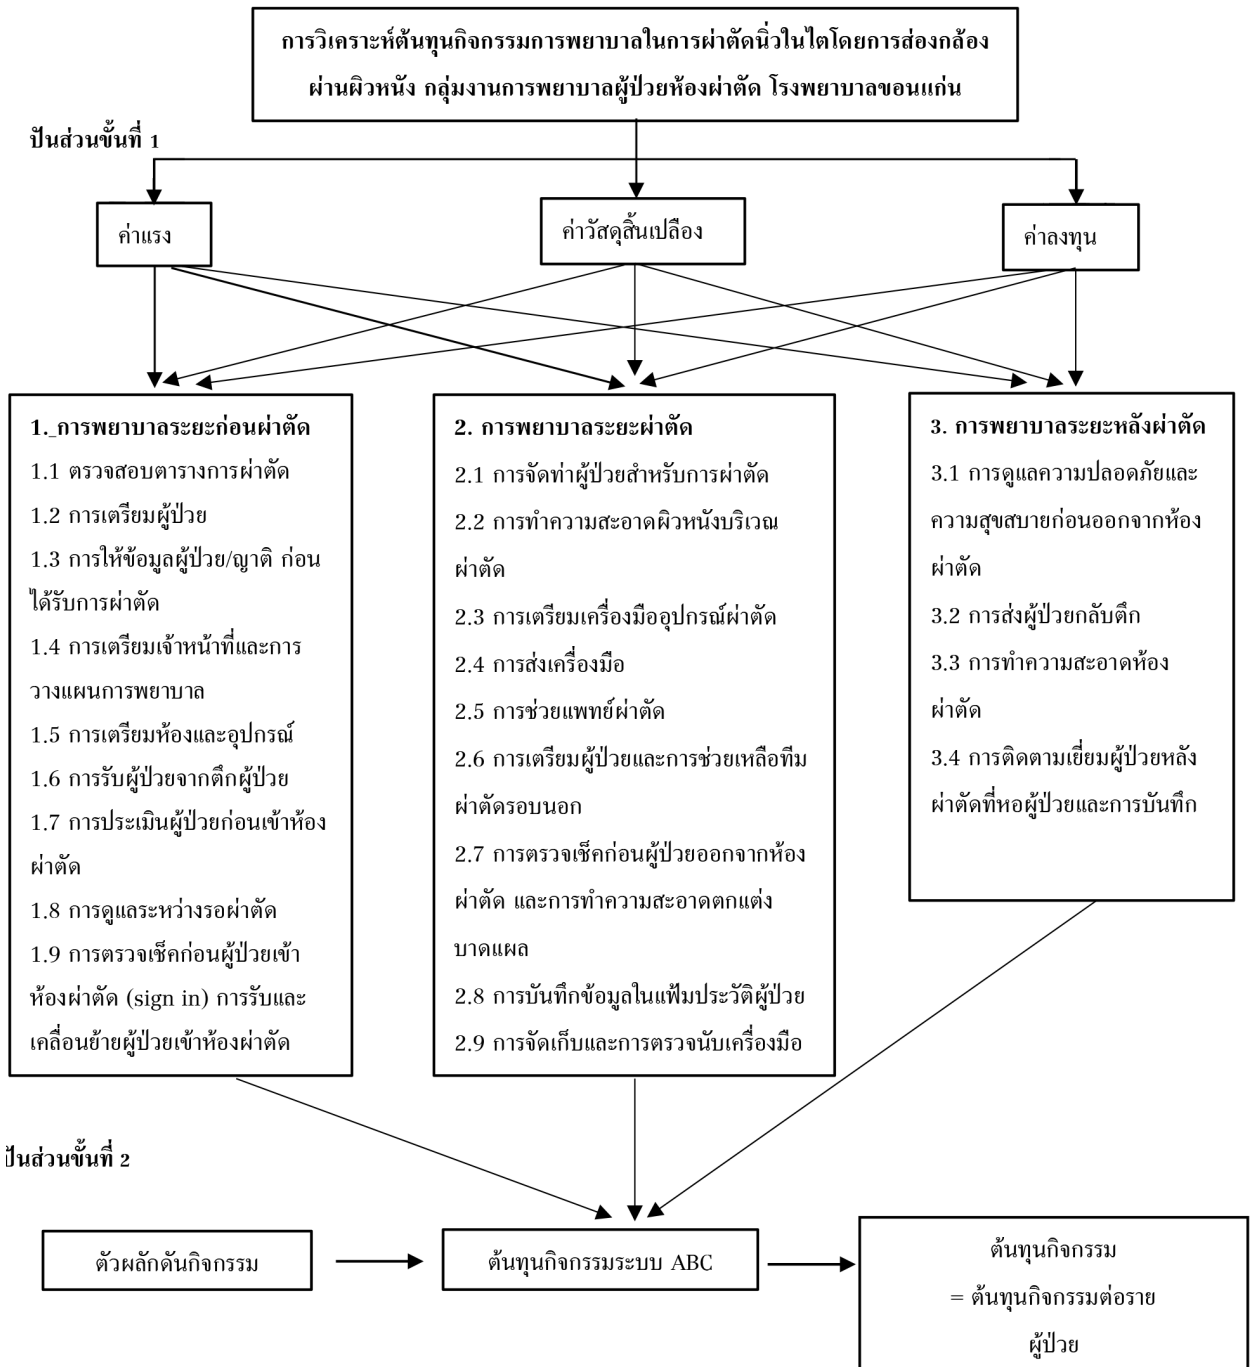 การวิเคราะห์ต้นทุนกิจกรรมการพยาบาลในการผ่าตัดนิ่วในไตโดยการส่องกล้อง
ผ่านผิวหนัง กลุ่มงานการพยาบาลผู้ป่วยห้องผ่าตัด โรงพยาบาลขอนแก่น
ปันส่วนขั้นที่ 1
ค่าแรง
ค่าวัสดุสิ้นเปลือง
ค่าลงทุน
1. การพยาบาลระยะก่อนผ่าตัด
1.1 ตรวจสอบตารางการผ่าตัด
1.2 การเตรียมผู้ป่วย
1.3 การให้ข้อมูลผู้ป่วย/ญาติ ก่อน
ได้รับการผ่าตัด
1.4 การเตรียมเจ้าหน้าที่และการ
วางแผนการพยาบาล
1.5 การเตรียมห้องและอุปกรณ์
1.6 การรับผู้ป่วยจากตึกผู้ป่วย
1.7 การประเมินผู้ป่วยก่อนเข้าห้อง
ผ่าตัด
1.8 การดูแลระหว่างรอผ่าตัด
1.9 การตรวจเช็คก่อนผู้ป่วยเข้า
ห้องผ่าตัด (sign in) การรับและ
เคลื่อนย้ายผู้ป่วยเข้าห้องผ่าตัด
2. การพยาบาลระยะผ่าตัด
2.1 การจัดท่าผู้ป่วยสำหรับการผ่าตัด
2.2 การทำความสะอาดผิวหนังบริเวณ
ผ่าตัด
2.3 การเตรียมเครื่องมืออุปกรณ์ผ่าตัด
2.4 การส่งเครื่องมือ
2.5 การช่วยแพทย์ผ่าตัด
2.6 การเตรียมผู้ป่วยและการช่วยเหลือทีม
ผ่าตัดรอบนอก
2.7 การตรวจเช็คก่อนผู้ป่วยออกจากห้อง
ผ่าตัด และการทำความสะอาดตกแต่ง
บาดแผล
2.8 การบันทึกข้อมูลในแฟ้มประวัติผู้ป่วย
2.9 การจัดเก็บและการตรวจนับเครื่องมือ
3. การพยาบาลระยะหลังผ่าตัด
3.1 การดูแลความปลอดภัยและ
ความสุขสบายก่อนออกจากห้อง
ผ่าตัด
3.2 การส่งผู้ป่วยกลับตึก
3.3 การทำความสะอาดห้อง
ผ่าตัด
3.4 การติดตามเยี่ยมผู้ป่วยหลัง
ผ่าตัดที่หอผู้ป่วยและการบันทึก
ปันส่วนขั้นที่ 2
ตัวผลักดันกิจกรรม
ต้นทุนกิจกรรมระบบ ABC
ต้นทุนกิจกรรม
= ต้นทุนกิจกรรมต่อราย
ผู้ป่วย